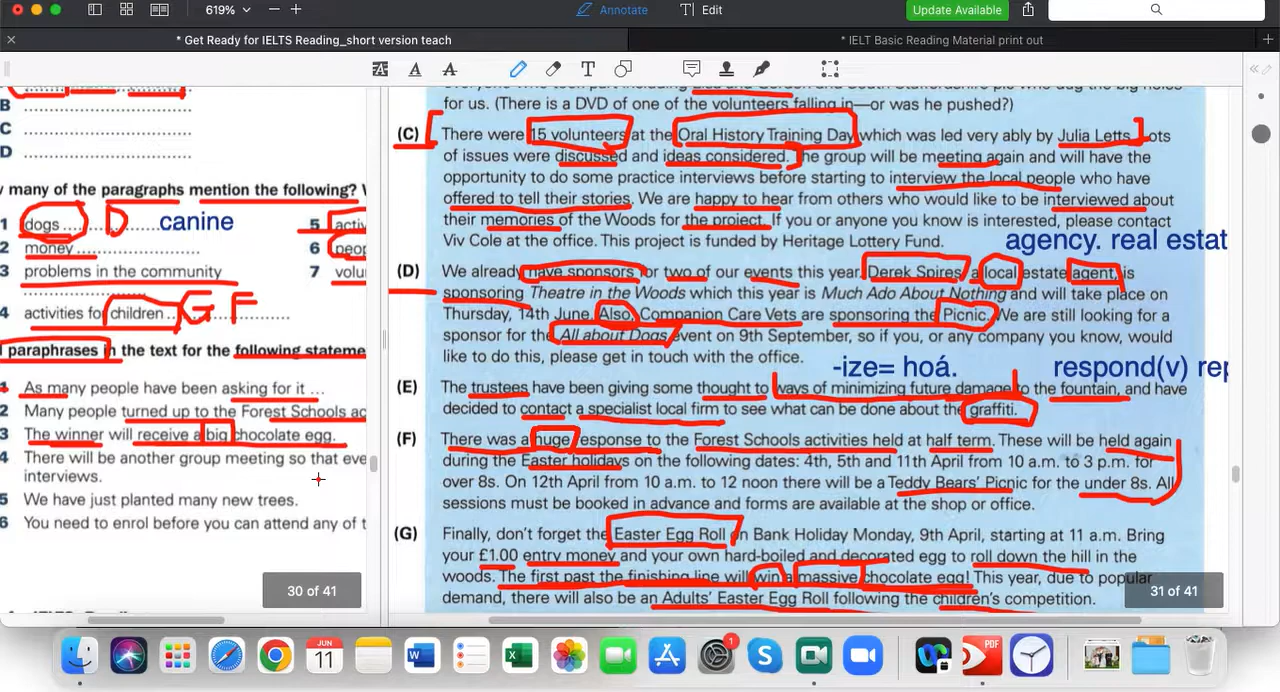 619%
Annotate
Edit
Update Available
* Get Ready for IELTS Reading_short version teach
* IELT Basic Reading Material print out
B
C
D
many of the paragraphs mention the following?
1 dogs D canine
5 activ
2 money
6 peop
3 problems in the community
7 volu
4 activities for children G F
paraphrases in the text for the following stateme
1 As many people have been asking for it ...
2 Many people turned up to the Forest Schools ac
3 The winner will receive a big chocolate egg.
4 There will be another group meeting so that eve
interviews.
5 We have just planted many new trees.
6 You need to enrol before you can attend any of t
30 of 41
for us. (There is a DVD of one of the volunteers falling in—or was he pushed?)
(C) There were 15 volunteers at the Oral History Training Day which was led very ably by Julia Letts. Lots
of issues were discussed and ideas considered. The group will be meeting again and will have the
opportunity to do some practice interviews before starting to interview the local people who have
offered to tell their stories. We are happy to hear from others who would like to be interviewed about
their memories of the Woods for the project. If you or anyone you know is interested, please contact
Viv Cole at the office. This project is funded by Heritage Lottery Fund.
agency. real estat
(D) We already have sponsors for two of our events this year. Derek Spires, a local estate agent, is
sponsoring Theatre in the Woods which this year is Much Ado About Nothing and will take place on
Thursday, 14th June. Also, Companion Care Vets are sponsoring the Picnic. We are still looking for a
sponsor for the All about Dogs event on 9th September, so if you, or any company you know, would
like to do this, please get in touch with the office.
-ize= hoá. respond(v) rep
(E) The trustees have been giving some thought to ways of minimizing future damage to the fountain, and have
decided to contact a specialist local firm to see what can be done about the graffiti.
(F) There was a huge response to the Forest Schools activities held at half term. These will be held again
during the Easter holidays on the following dates: 4th, 5th and 11th April from 10 a.m. to 3 p.m. for
over 8s. On 12th April from 10 a.m. to 12 noon there will be a Teddy Bears' Picnic for the under 8s. All
sessions must be booked in advance and forms are available at the shop or office.
(G) Finally, don't forget the Easter Egg Roll on Bank Holiday Monday, 9th April, starting at 11 a.m. Bring
your £1.00 entry money and your own hard-boiled and decorated egg to roll down the hill in the
woods. The first past the finishing line will win a massive chocolate egg! This year, due to popular
demand, there will also be an Adults' Easter Egg Roll following the children's competition.
31 of 41
JUN
11
1
PDF